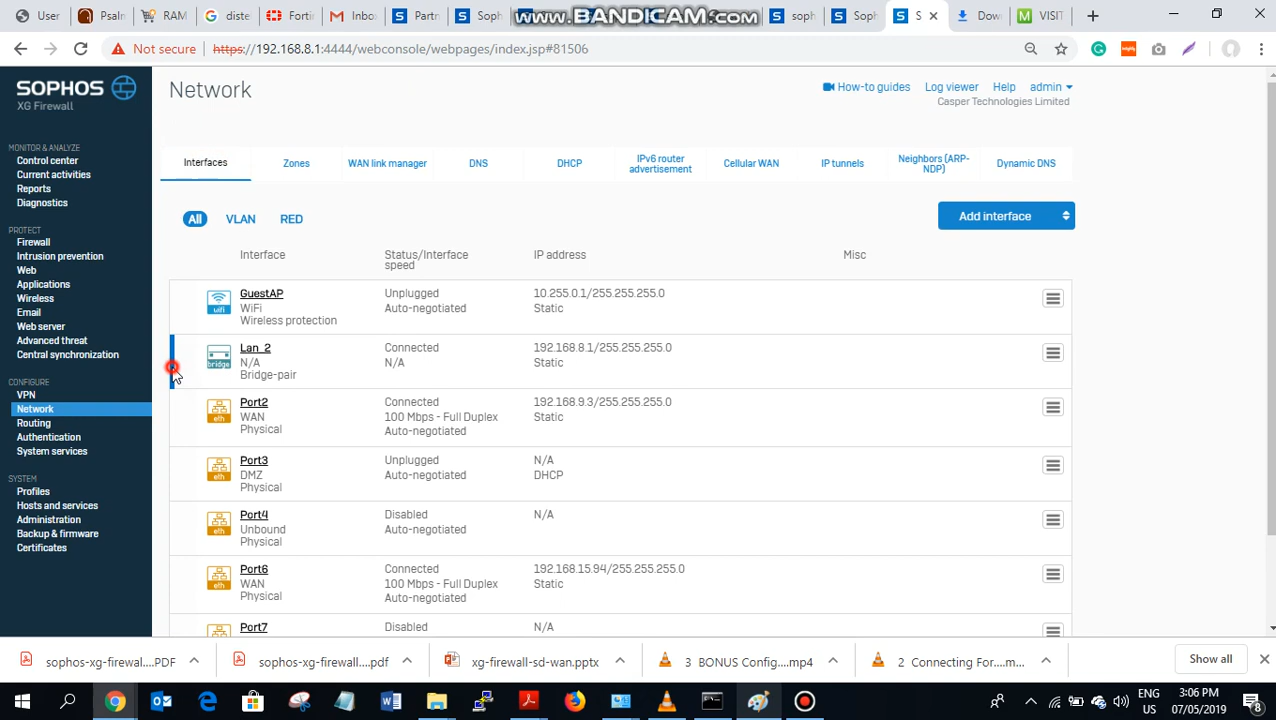 User
Part
RAM
diste
Forti
Inbo
Partn
Soph
www.BANDICAM.com
soph
Sop
S
Dow
VISIT
Not secure
https://192.168.8.1:4444/webconsole/webpages/index.jsp#81506
SOPHOS
XG Firewall
Network
How-to guides
Log viewer
Help
admin
Casper Technologies Limited
MONITOR & ANALYZE
Control center
Current activities
Reports
Diagnostics
PROTECT
Firewall
Intrusion prevention
Web
Applications
Wireless
Email
Web server
Advanced threat
Central synchronization
CONFIGURE
VPN
Network
Routing
Authentication
System services
SYSTEM
Profiles
Hosts and services
Administration
Backup & firmware
Certificates
Interfaces
Zones
WAN link manager
DNS
DHCP
IPv6 router
advertisement
Cellular WAN
IP tunnels
Neighbors (ARP-
NDP)
Dynamic DNS
All
VLAN
RED
Add interface
Interface
Status/Interface
speed
IP address
Misc
wifi
GuestAP
WiFi
Wireless protection
Unplugged
Auto-negotiated
10.255.0.1/255.255.255.0
Static
bridge
Lan_2
N/A
Bridge-pair
Connected
N/A
192.168.8.1/255.255.255.0
Static
eth
Port2
WAN
Physical
Connected
100 Mbps - Full Duplex
Auto-negotiated
192.168.9.3/255.255.255.0
Static
eth
Port3
DMZ
Physical
Unplugged
Auto-negotiated
N/A
DHCP
eth
Port4
Unbound
Physical
Disabled
Auto-negotiated
N/A
eth
Port6
WAN
Physical
Connected
100 Mbps - Full Duplex
Auto-negotiated
192.168.15.94/255.255.255.0
Static
Port7
Disabled
N/A
sophos-xg-firewal....PDF
sophos-xg-firewall....pdf
xg-firewall-sd-wan.pptx
3 BONUS Config....mp4
2 Connecting For....m...
Show all
ENG
US
3:06 PM
07/05/2019
8